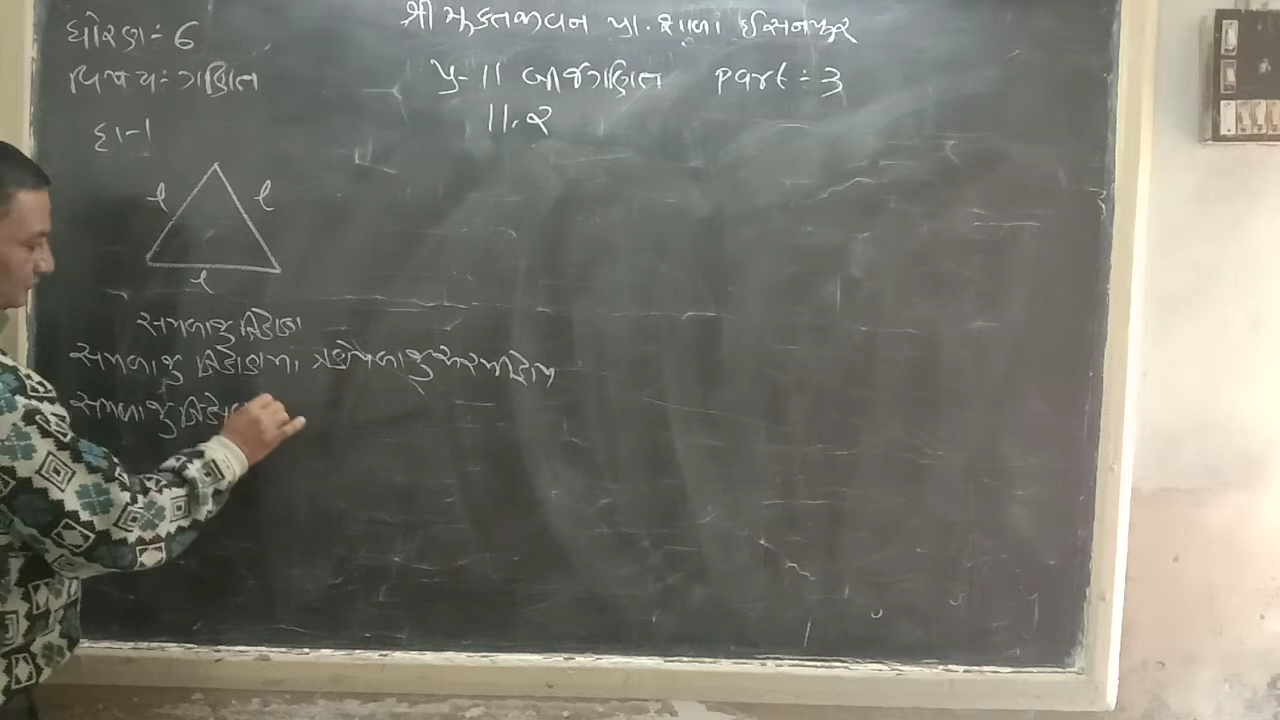 ધોરણ:- 6
શ્રી મુક્તજીવન પ્રા. શાળા ઈસનપુર
વિષય:- ગણિત
પ્ર-11 બીજગણિત part:- 3
11.2
દા-1
l
l
l
સમબાજુ ત્રિકોણ
સમબાજુ ત્રિકોણમાં ત્રણેય બાજુ સરખી હોય
સમબાજુ